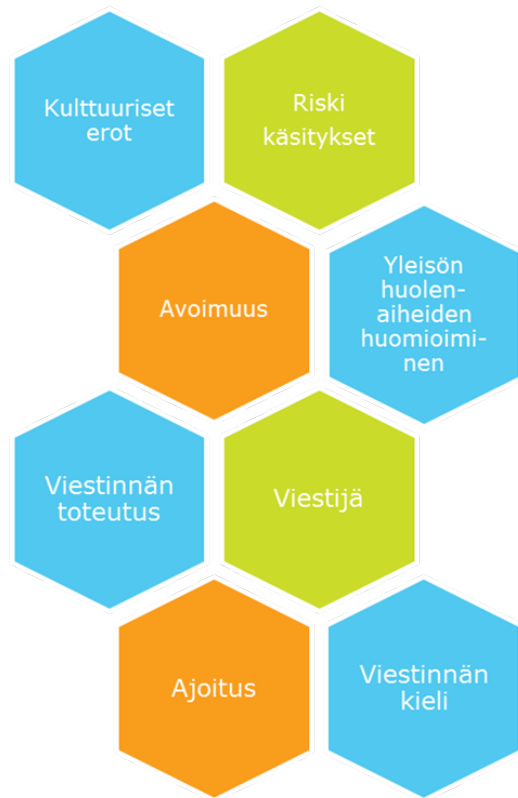 Kulttuuriset
erot
Riski
käsitykset
Avoimuus
Yleisön
huolen-
aiheiden
huomioimi-
nen
Viestinnän
toteutus
Viestijä
Ajoitus
Viestinnän
kieli